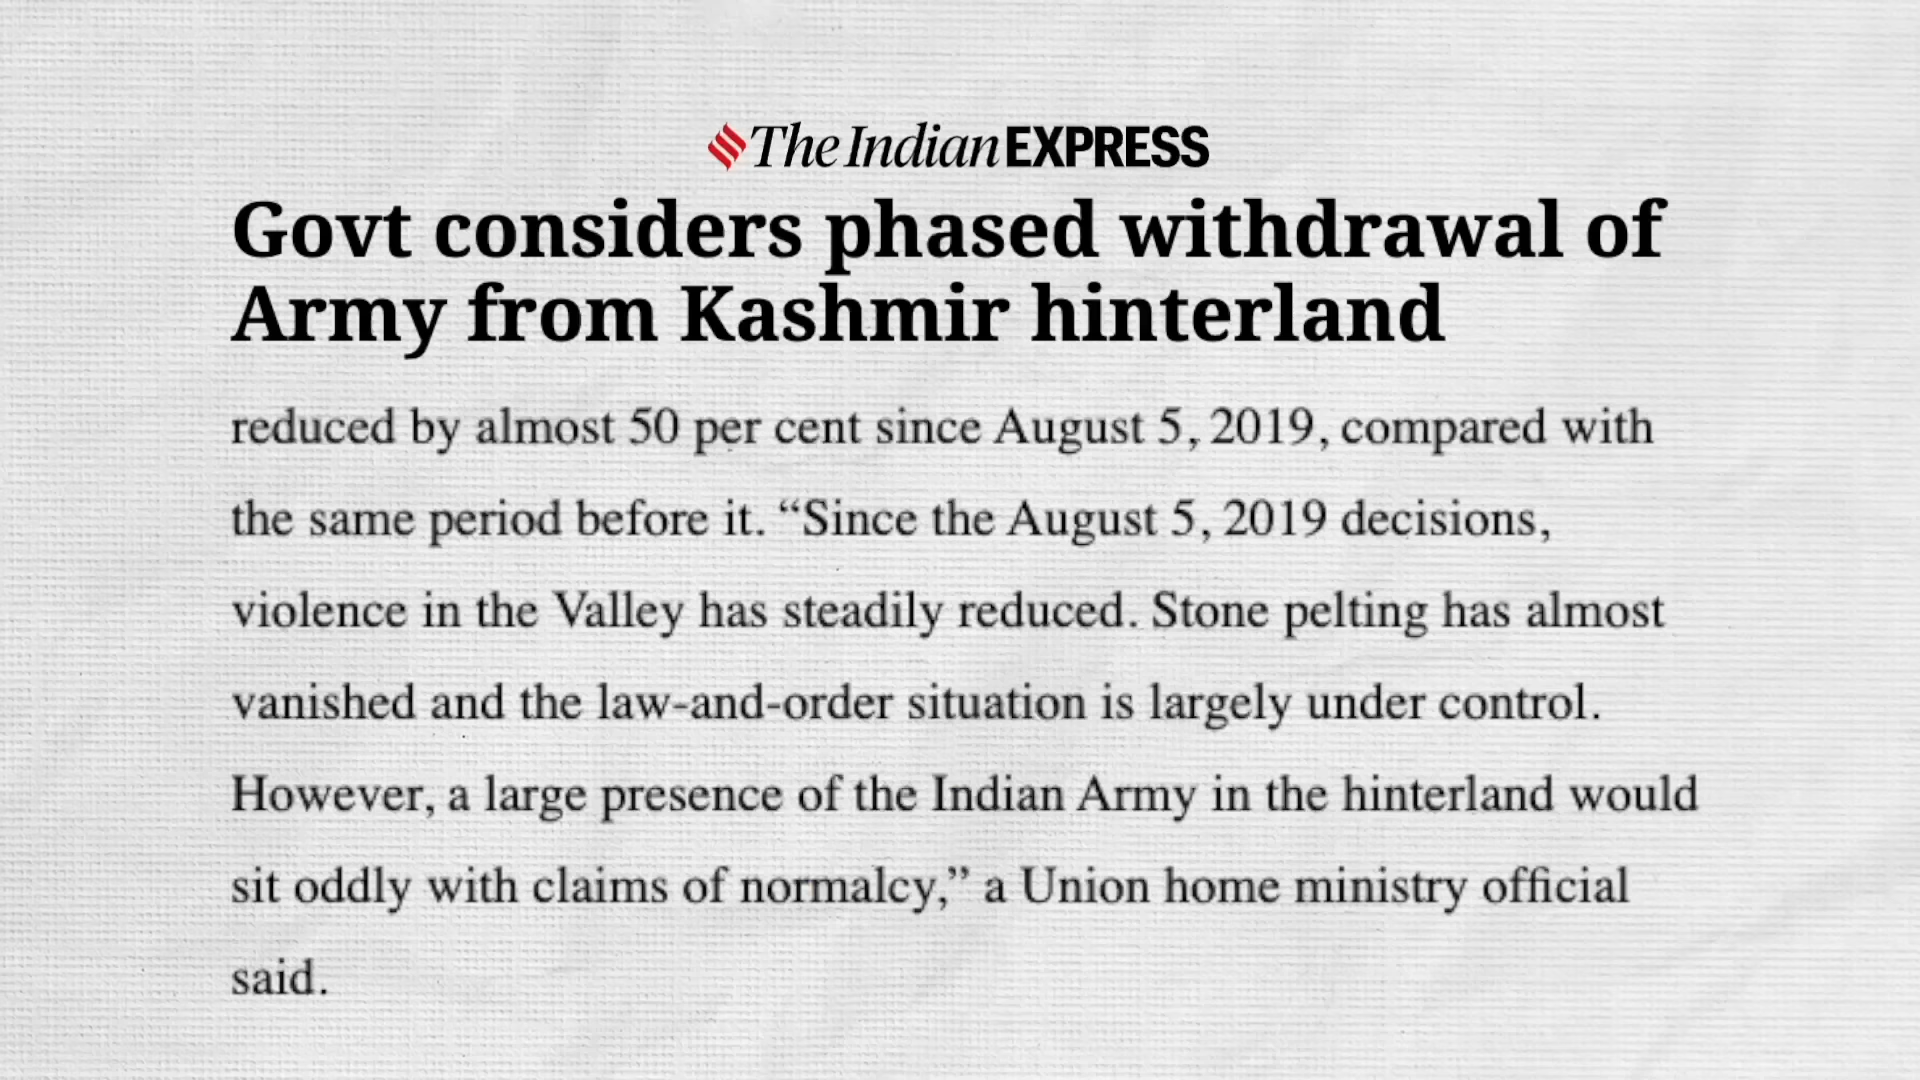 The Indian EXPRESS
Govt considers phased withdrawal of
Army from Kashmir hinterland
reduced by almost 50 per cent since August 5, 2019, compared with
the same period before it. “Since the August 5, 2019 decisions,
violence in the Valley has steadily reduced. Stone pelting has almost
vanished and the law-and-order situation is largely under control.
However, a large presence of the Indian Army in the hinterland would
sit oddly with claims of normalcy,” a Union home ministry official
said.